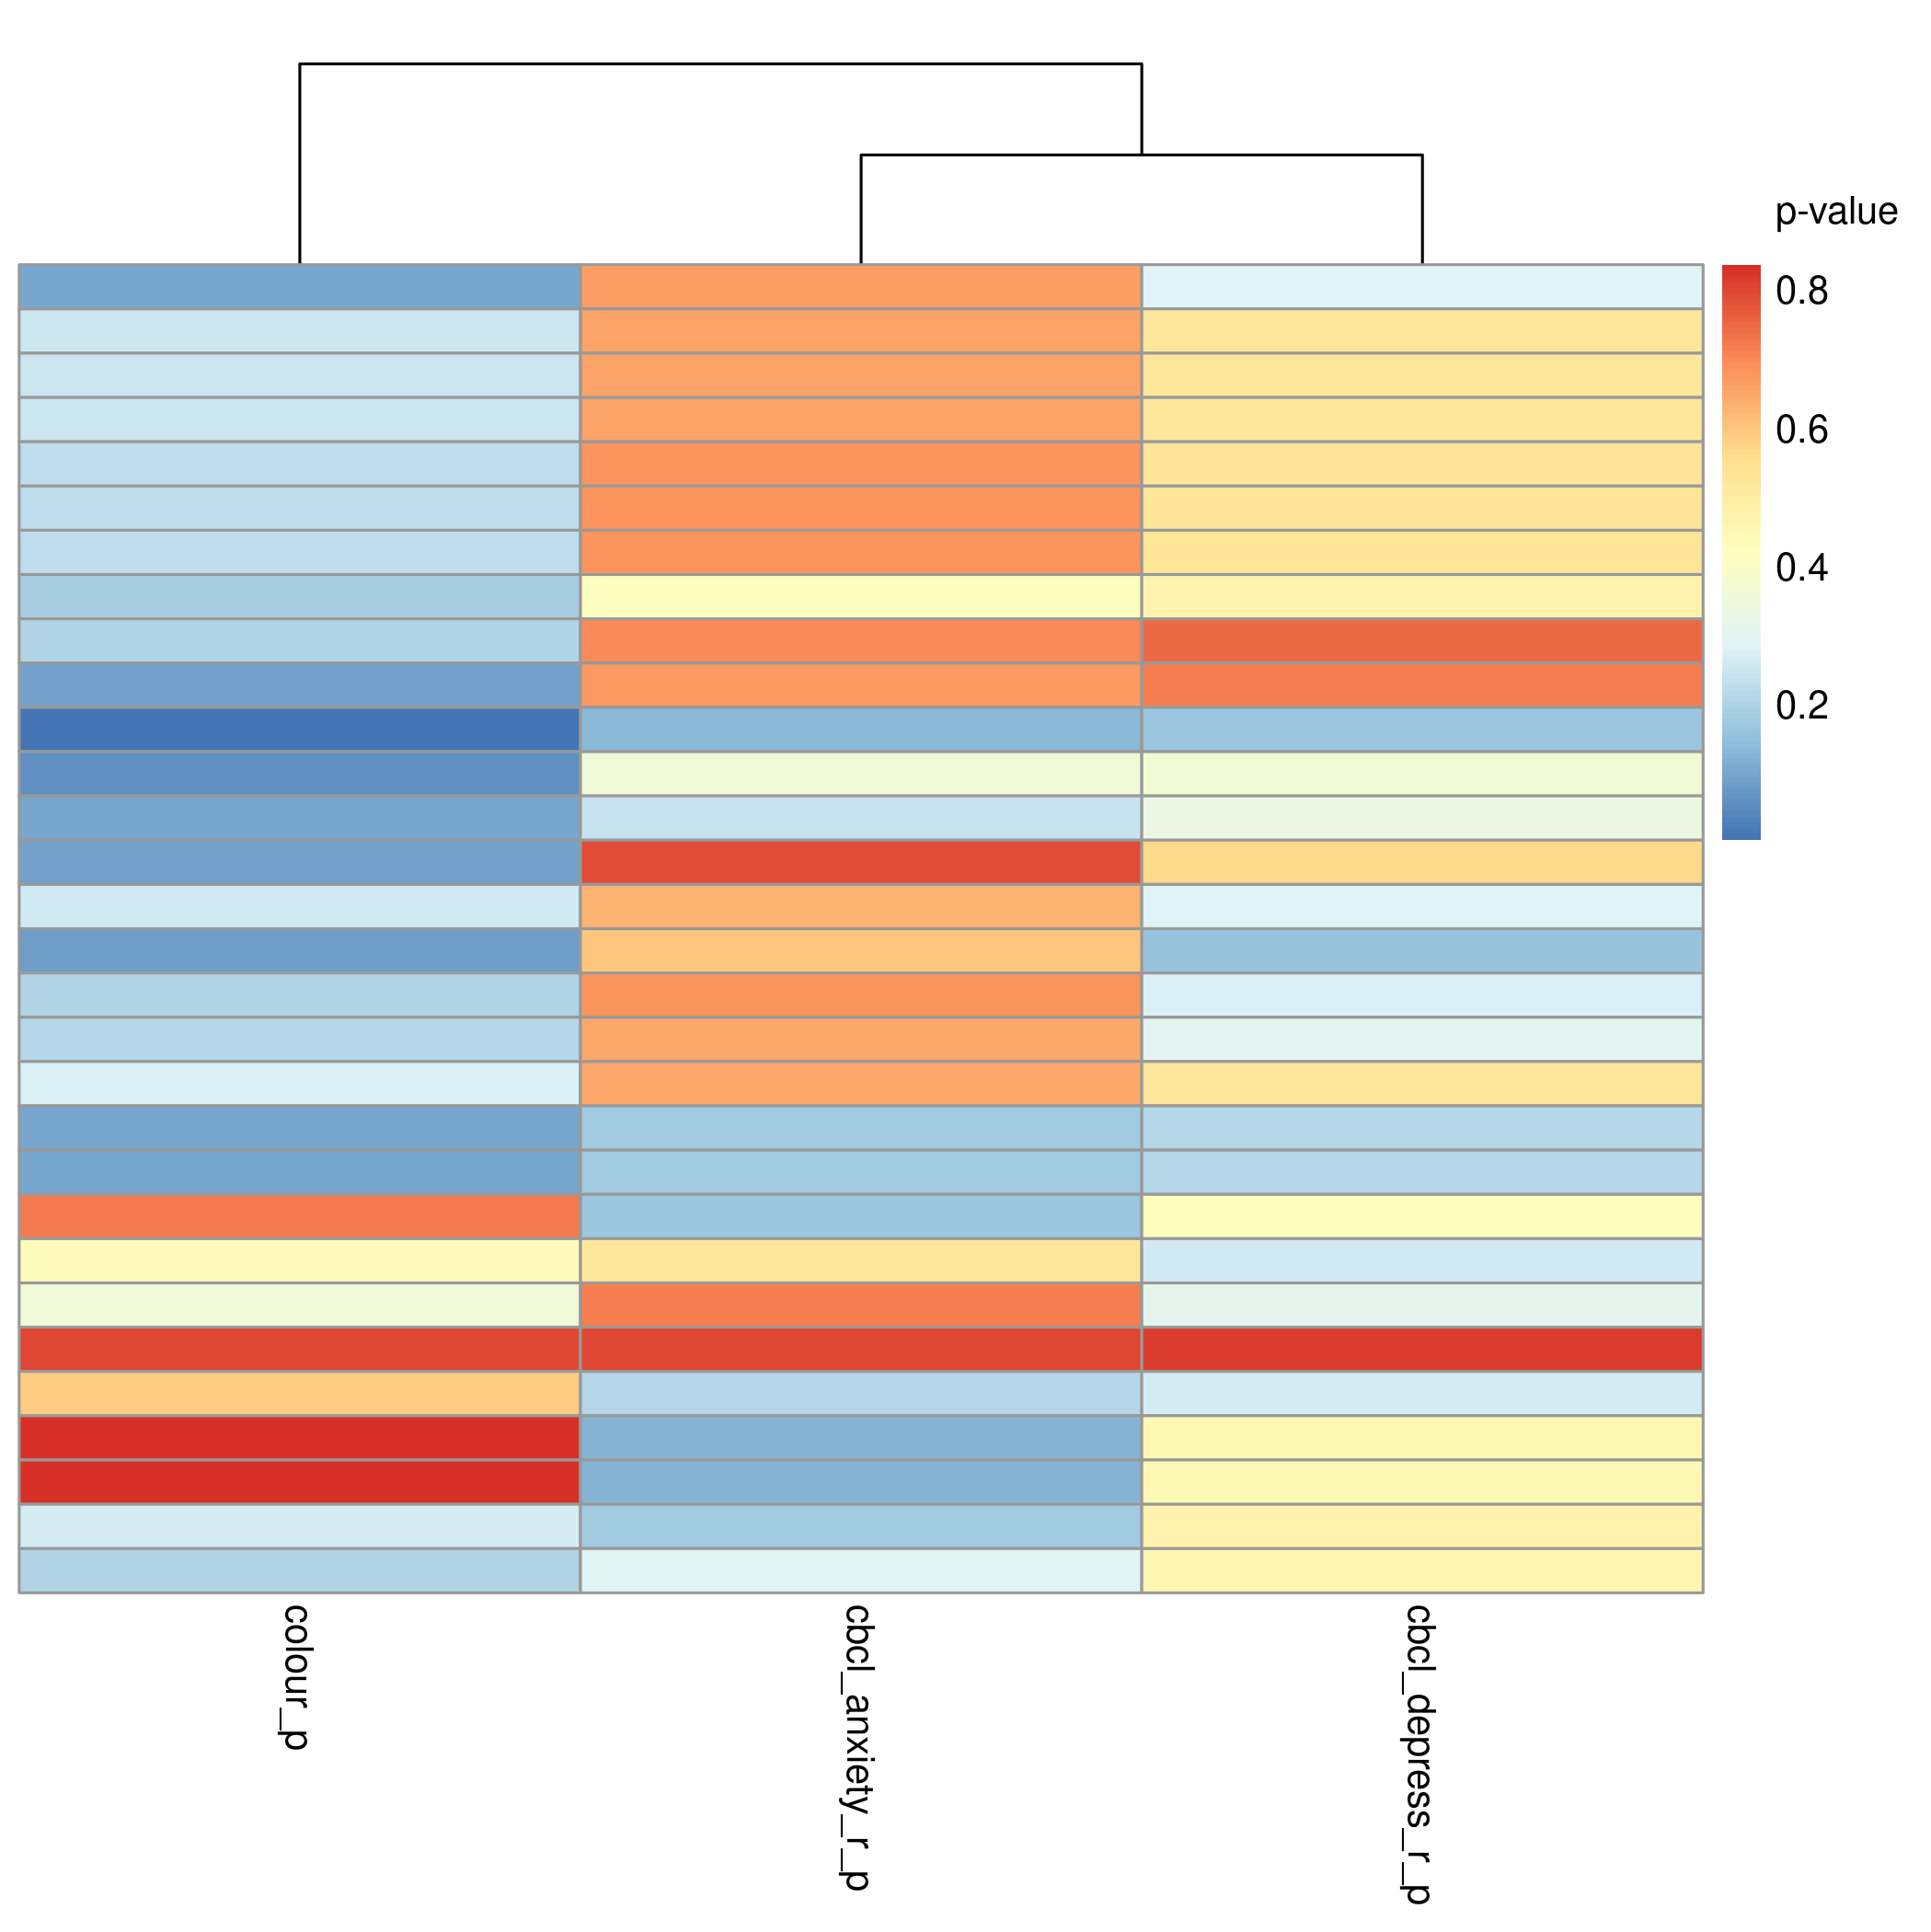 p-value
0.8
0.6
0.4
0.2
colour_p
cbcl_anxiety_r_p
cbcl_depress_r_p